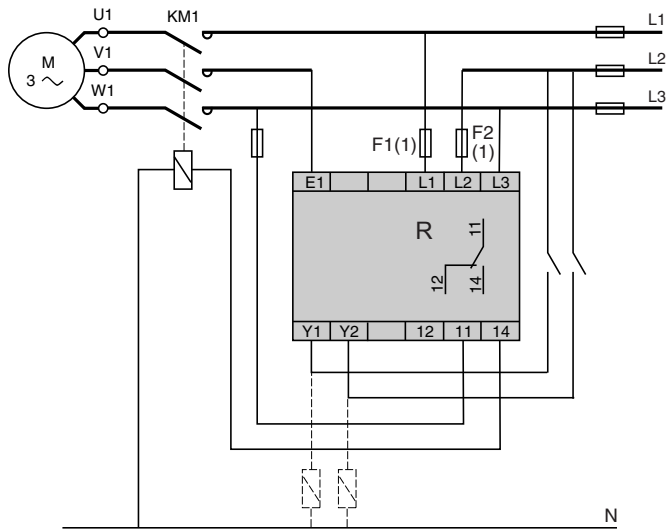 U1 KM1 L1
V1 L2
M
3
W1 L3
F1(1) F2
(1)
E1 L1 L2 L3
R 11
12 14
Y1 Y2 12 11 14
N